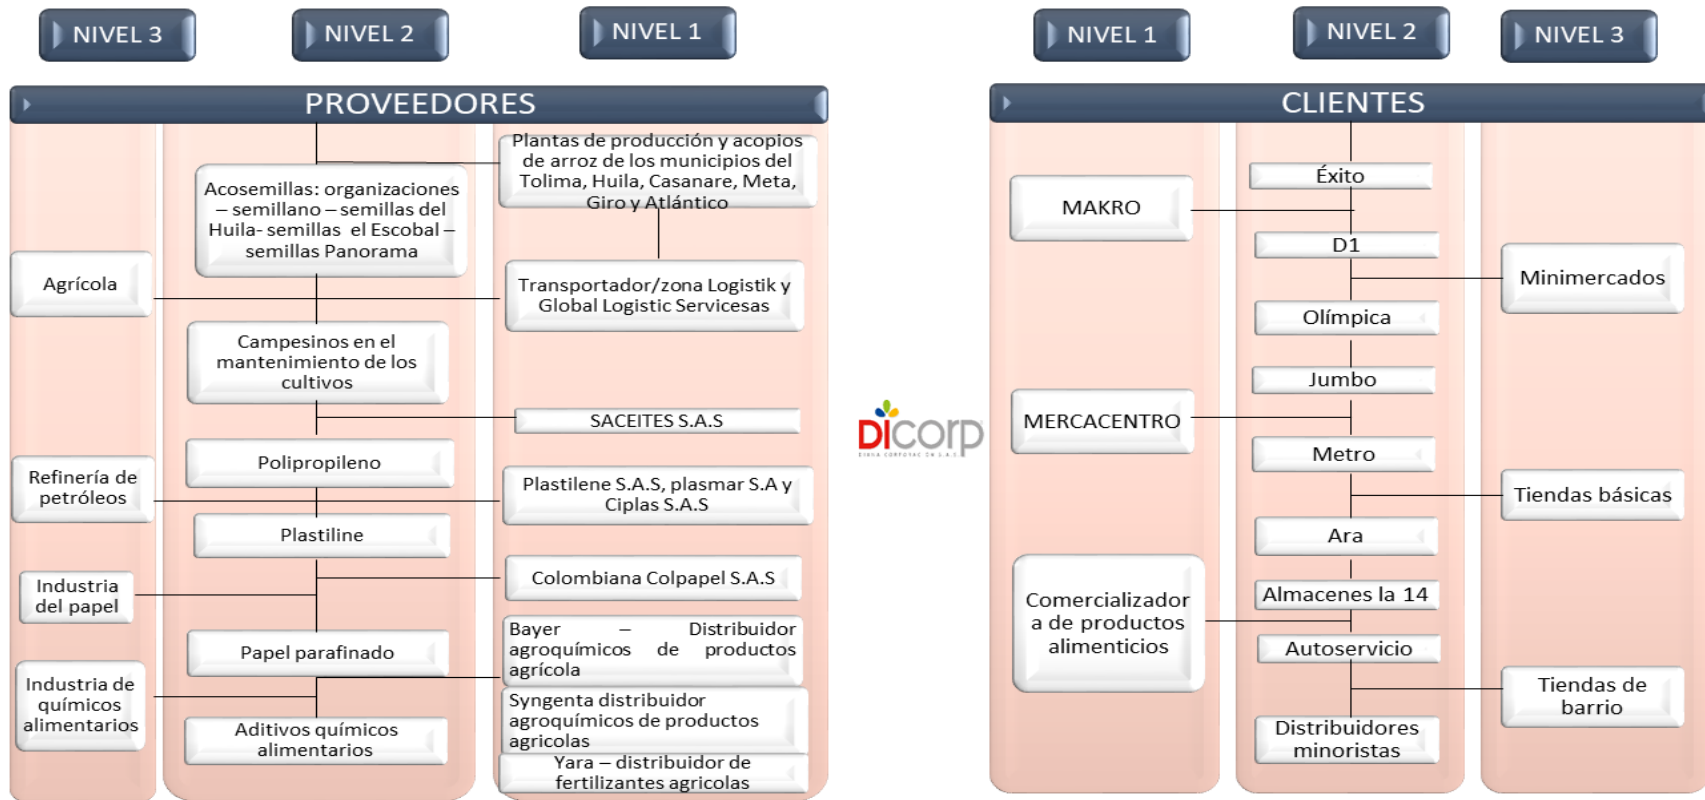 NIVEL 3
NIVEL 2
NIVEL 1
NIVEL 1
NIVEL 2
NIVEL 3
PROVEEDORES
Agrícola
Refinería de
petróleos
Industria
del papel
Industria de
químicos
alimentarios
Acosemillas: organizaciones
– semillano – semillas del
Huila- semillas el Escobal –
semillas Panorama
Campesinos en el
mantenimiento de los
cultivos
Polipropileno
Plastiline
Papel parafinado
Aditivos químicos
alimentarios
Plantas de producción y acopios
de arroz de los municipios del
Tolima, Huila, Casanare, Meta,
Giro y Atlántico
Transportador/zona Logistik y
Global Logistic Servicesas
SACEITES S.A.S
Plastilene S.A.S, plasmar S.A y
Ciplas S.A.S
Colombiana Colpapel S.A.S
Bayer – Distribuidor
agroquímicos de productos
agrícola
Syngenta distribuidor
agroquímicos de productos
agricolas
Yara – distribuidor de
fertilizantes agricolas
Dicorp
DIANA CORPORACIÓN S.A.S
CLIENTES
MAKRO
MERCACENTRO
Comercializador
a de productos
alimenticios
Éxito
D1
Olímpica
Jumbo
Metro
Ara
Almacenes la 14
Autoservicio
Distribuidores
minoristas
Minimercados
Tiendas básicas
Tiendas de
barrio